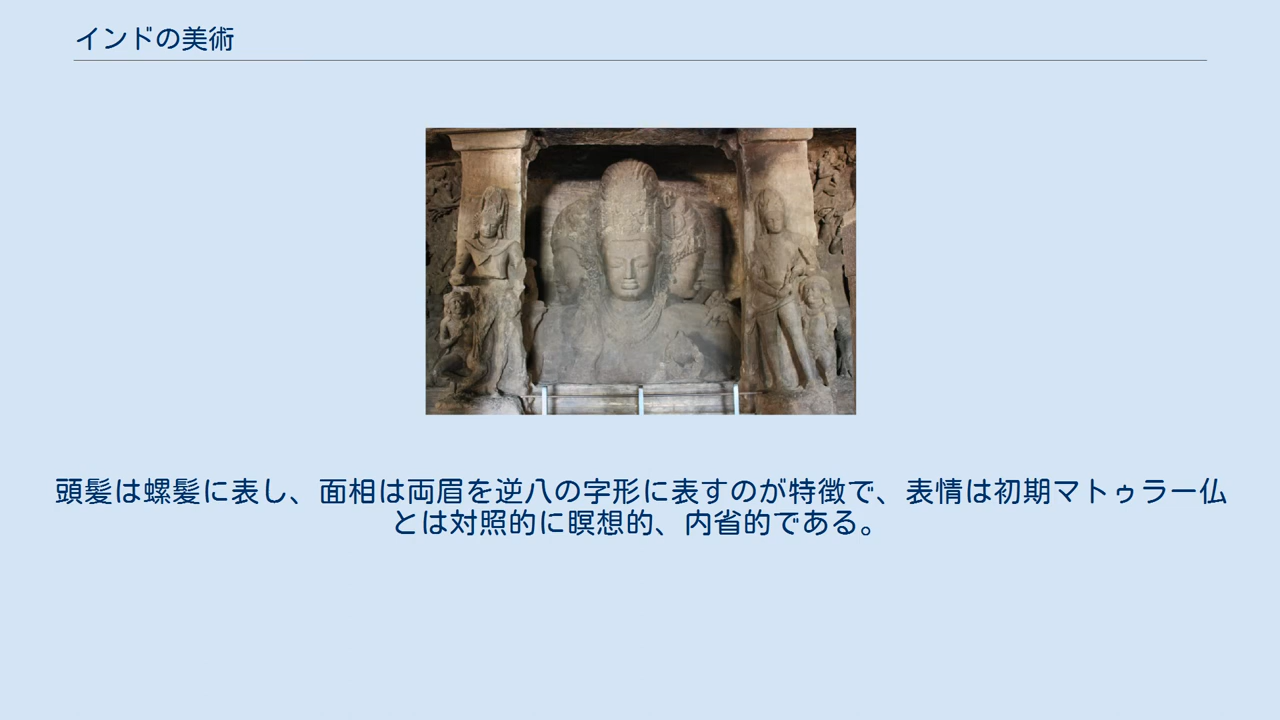 インドの美術
頭髪は螺髪に表し、面相は両眉を逆八の字形に表すのが特徴で、表情は初期マトゥラー仏
とは対照的に瞑想的、内省的である。